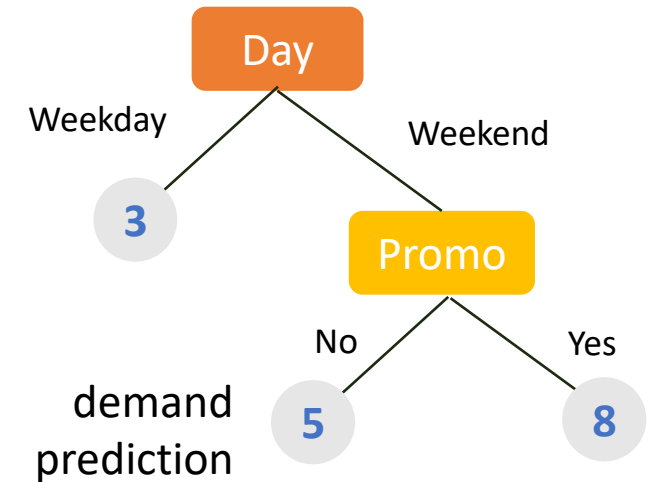 Day
Weekday
Weekend
3
Promo
No
Yes
demand
prediction
5
8